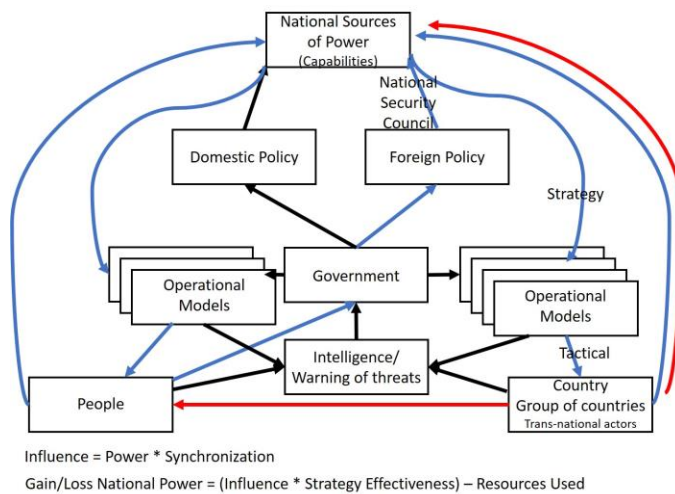 National Sources
of Power
(Capabilities)
National
Security
Council
Domestic Policy
Foreign Policy
Strategy
Operational
Models
Government
Operational
Models
Tactical
Intelligence/
Warning of threats
People
Country
Group of countries
Trans-national actors
Influence = Power * Synchronization
Gain/Loss National Power = (Influence * Strategy Effectiveness) – Resources Used